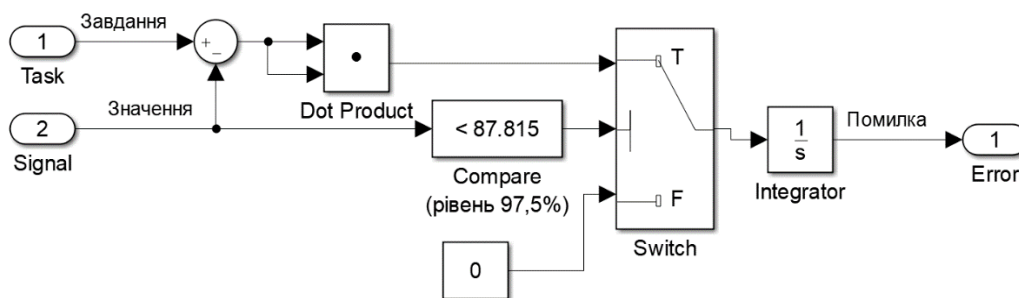 Завдання
1
Task
+
−
Dot Product
Значення
2
Signal
< 87.815
Compare
(рівень 97,5%)
0
T
F
Switch
1
s
Integrator
Помилка
1
Error